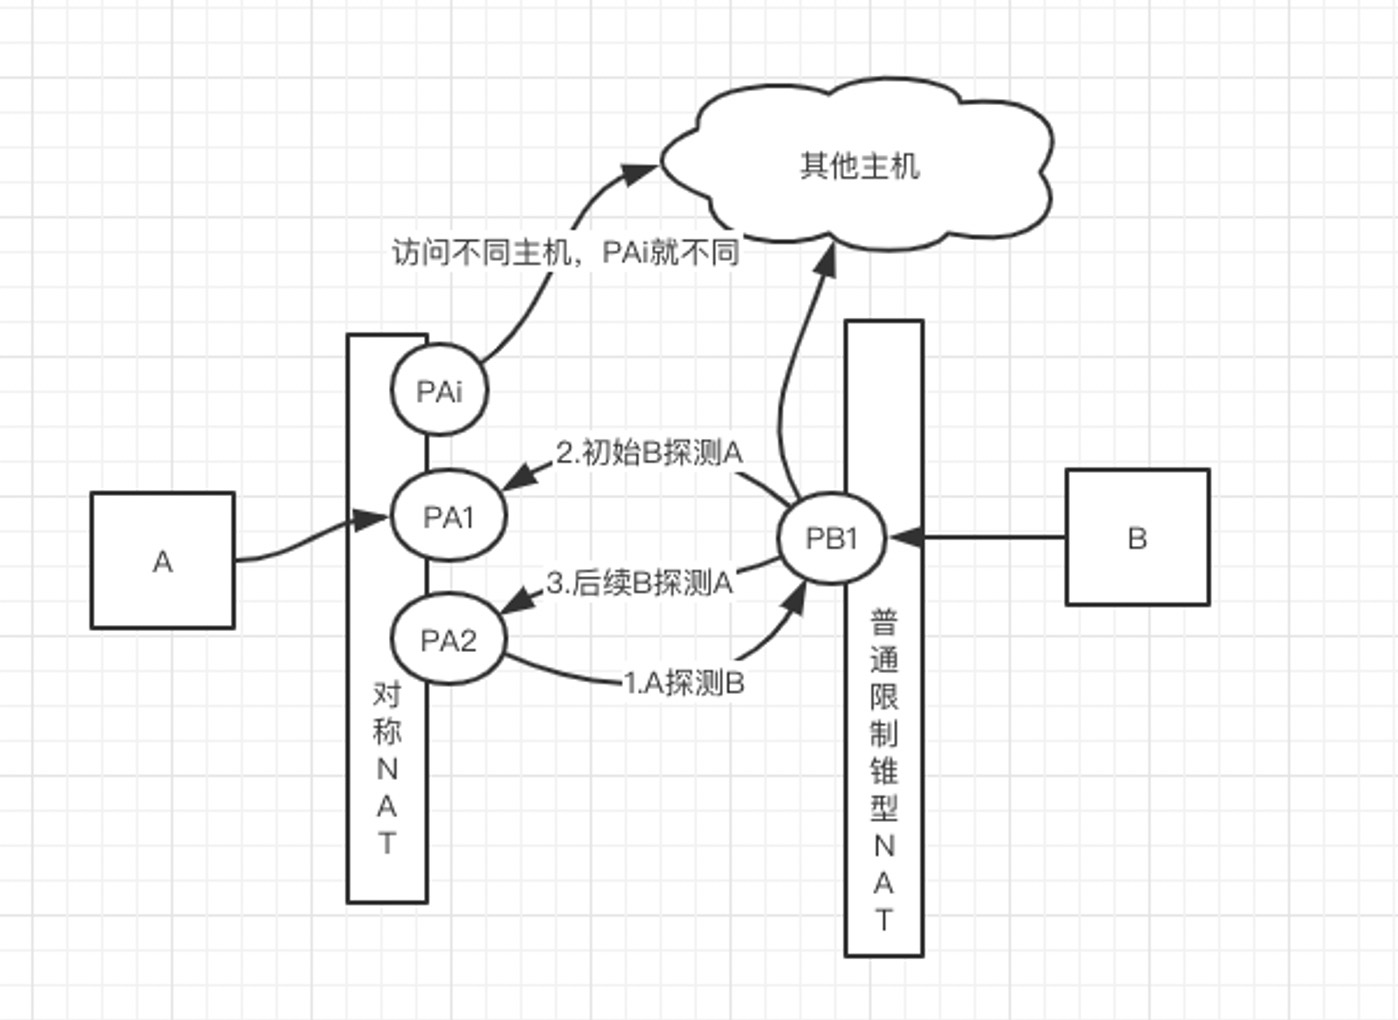 其他主机
访问不同主机，PAi就不同
PAi
2.初始B探测A
PA1
PB1
A
B
3.后续B探测A
PA2
1.A探测B
对称NAT
普通限制锥型NAT